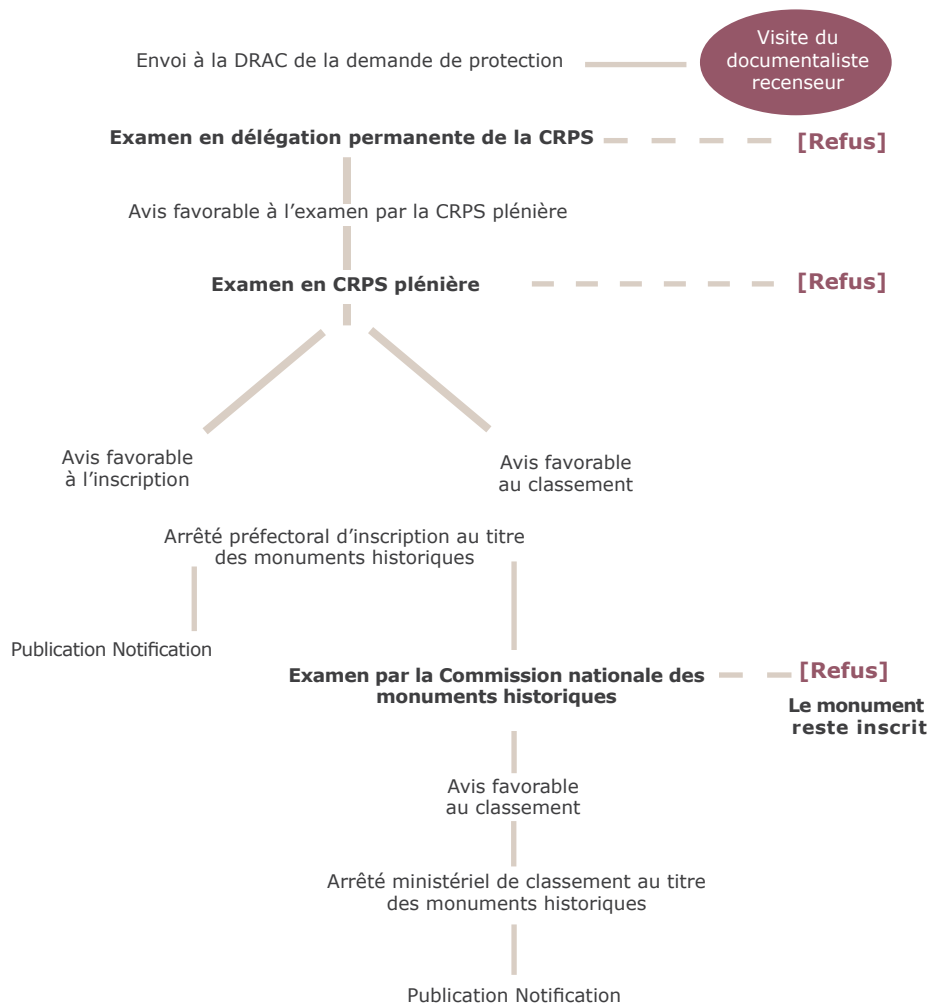 Envoi à la DRAC de la demande de protection
Visite du
documentaliste
recenseur
Examen en délégation permanente de la CRPS
[Refus]
Avis favorable à l’examen par la CRPS plénière
Examen en CRPS plénière
[Refus]
Avis favorable
à l’inscription
Avis favorable
au classement
Arrêté préfectoral d’inscription au titre
des monuments historiques
Publication Notification
Examen par la Commission nationale des
monuments historiques
[Refus]
Le monument
reste inscrit
Avis favorable
au classement
Arrêté ministériel de classement au titre
des monuments historiques
Publication Notification